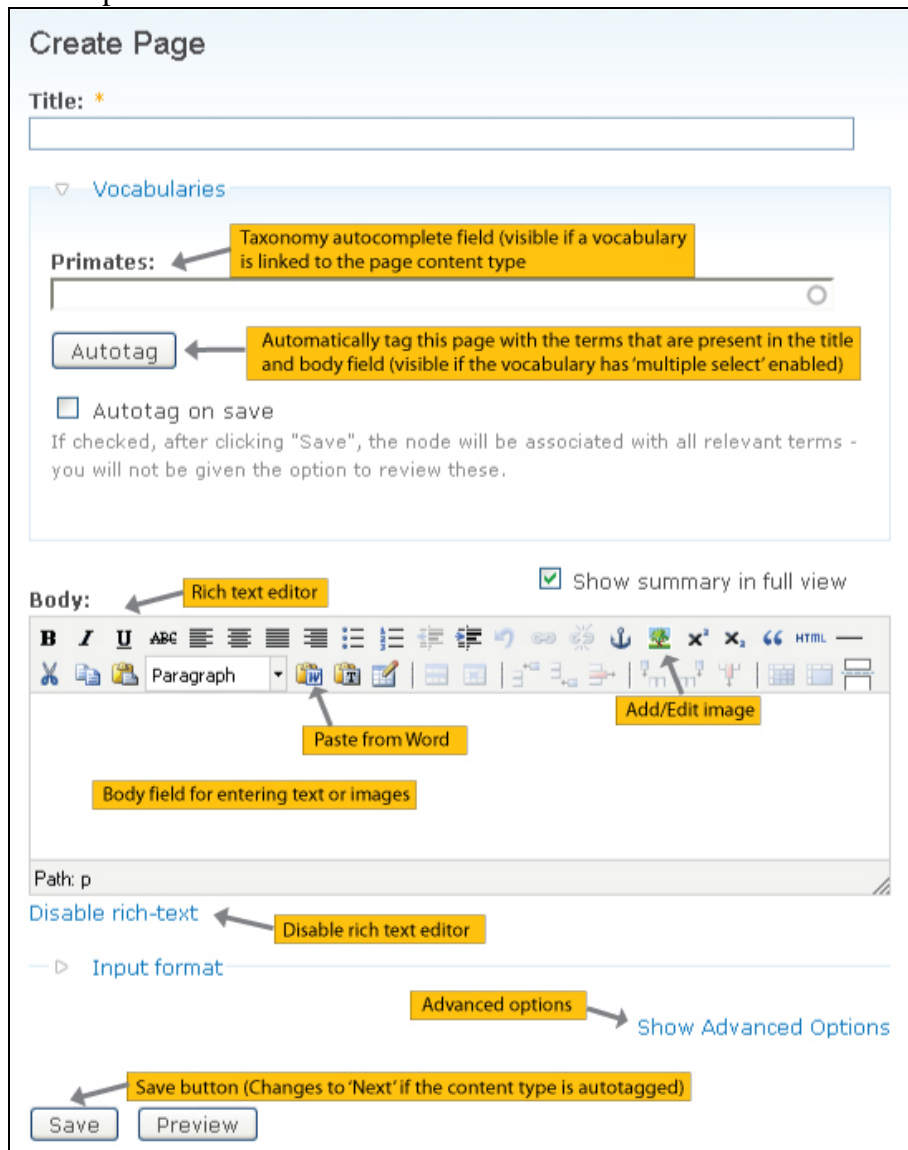 Create Page
Title: *
Vocabularies
Taxonomy autocomplete field (visible if a vocabulary
is linked to the page content type
Primates:
Autotag
Automatically tag this page with the terms that are present in the title
and body field (visible if the vocabulary has 'multiple select' enabled)
Autotag on save
If checked, after clicking "Save", the node will be associated with all relevant terms -
you will not be given the option to review these.
Show summary in full view
Rich text editor
Body:
B I U ABC x² x₂ “ HTML
Paragraph
Add/Edit image
Paste from Word
Body field for entering text or images
Path: p
Disable rich-text
Disable rich text editor
Input format
Advanced options
Show Advanced Options
Save button (Changes to 'Next' if the content type is autotagged)
Save Preview